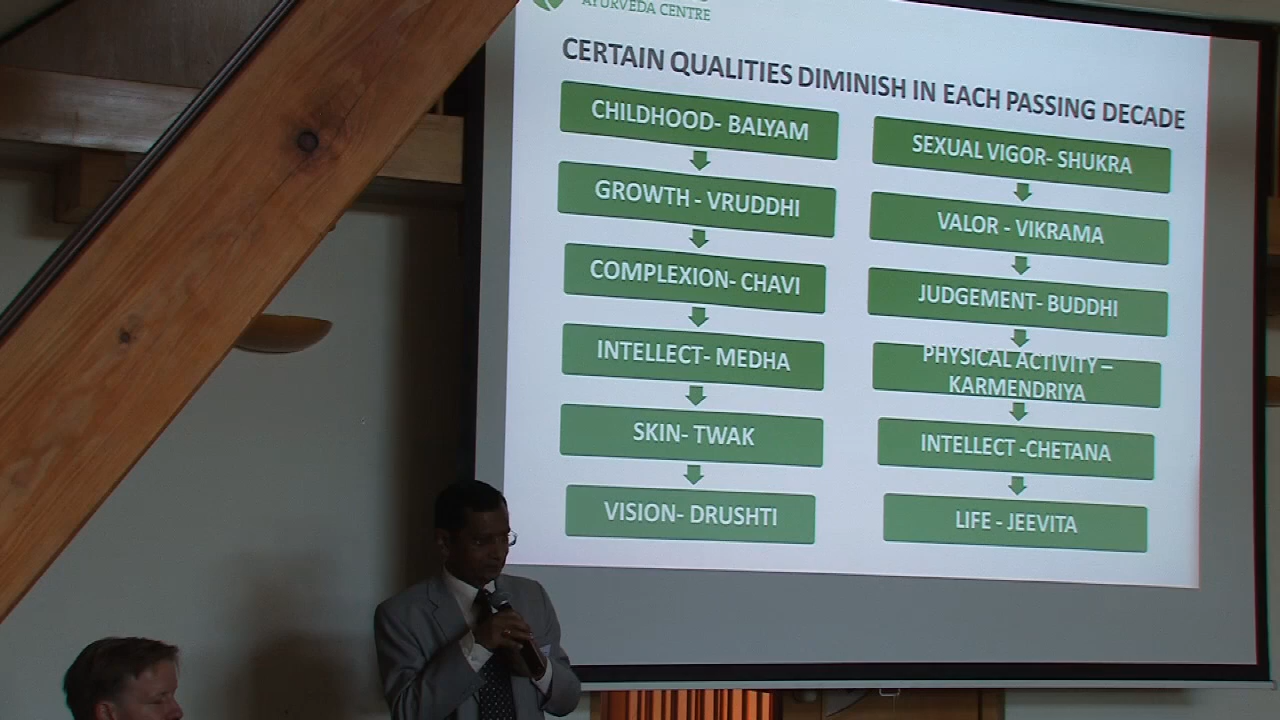 AYURVEDA CENTRE
CERTAIN QUALITIES DIMINISH IN EACH PASSING DECADE
CHILDHOOD- BALYAM
GROWTH - VRUDDHI
COMPLEXION- CHAVI
INTELLECT- MEDHA
SKIN- TWAK
VISION- DRUSHTI
SEXUAL VIGOR- SHUKRA
VALOR - VIKRAMA
JUDGEMENT- BUDDHI
PHYSICAL ACTIVITY –
KARMENDRIYA
INTELLECT -CHETANA
LIFE - JEEVITA